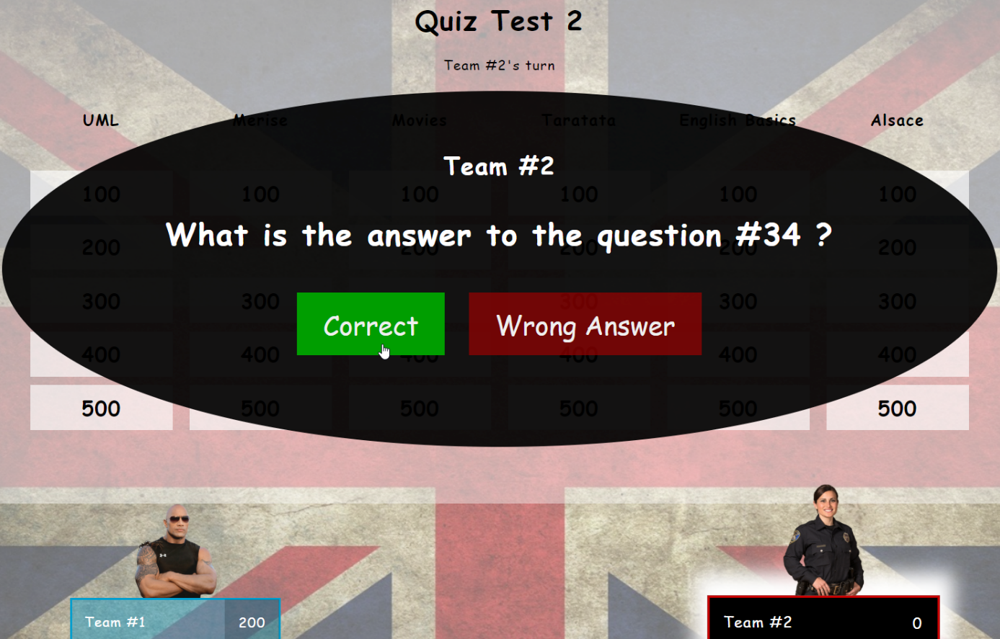 Quiz Test 2
Team #2's turn
UML Merise Movies Taratata English Basics Alsace
Team #2
100 100 100 100 100 100
What is the answer to the question #34 ?
200 200 200 200 200
300 300 300 300 300
Correct Wrong Answer
400 400 400 400 400 400
500 500 500 500 500 500
Team #1 200
Team #2 0